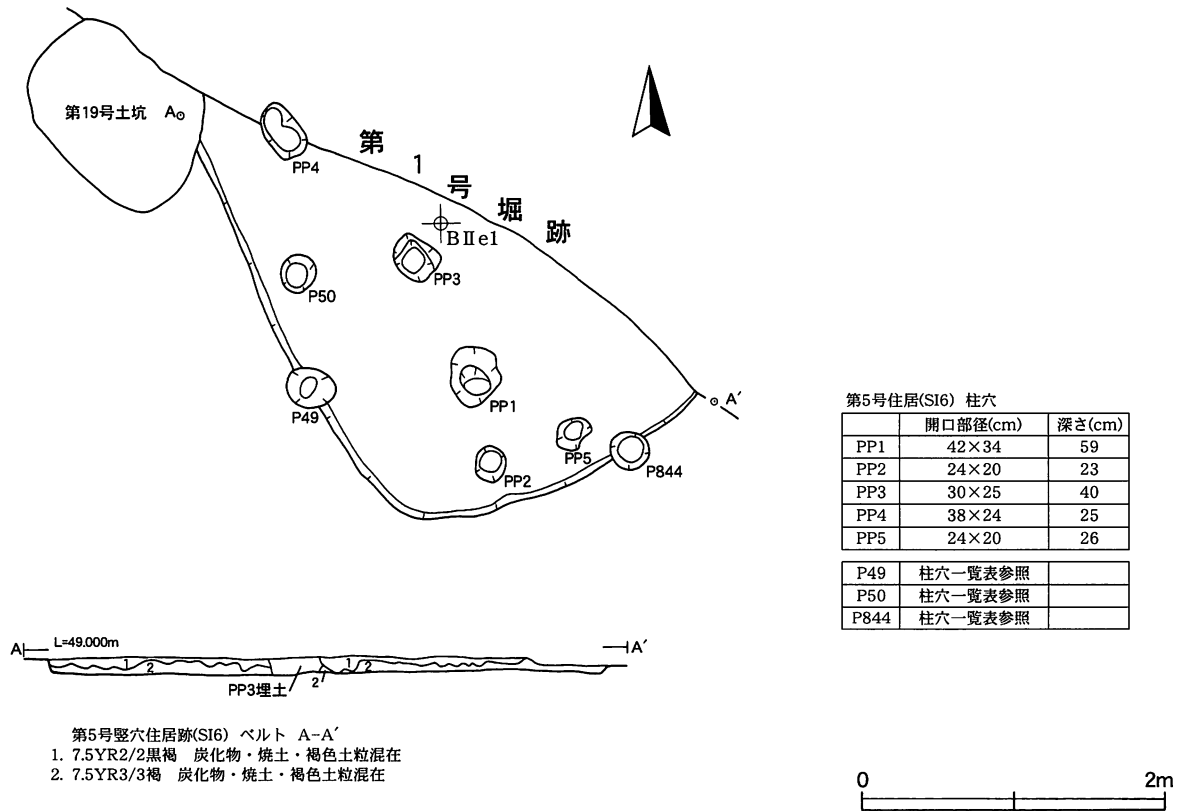 第19号土坑 A
PP4
第1号堀跡
BⅡe1
PP3
P50
PP1
P49
A′
PP5
PP2
P844
第5号住居(SI6) 柱穴
開口部径(cm) 深さ(cm)
PP1 42×34 59
PP2 24×20 23
PP3 30×25 40
PP4 38×24 25
PP5 24×20 26
P49 柱穴一覧表参照
P50 柱穴一覧表参照
P844 柱穴一覧表参照
A L=49.000m A′
1 2 1 2
PP3埋土 2
第5号竪穴住居跡(SI6) ベルト A-A′
1. 7.5YR2/2黒褐 炭化物・焼土・褐色土粒混在
2. 7.5YR3/3褐 炭化物・焼土・褐色土粒混在
0 2m